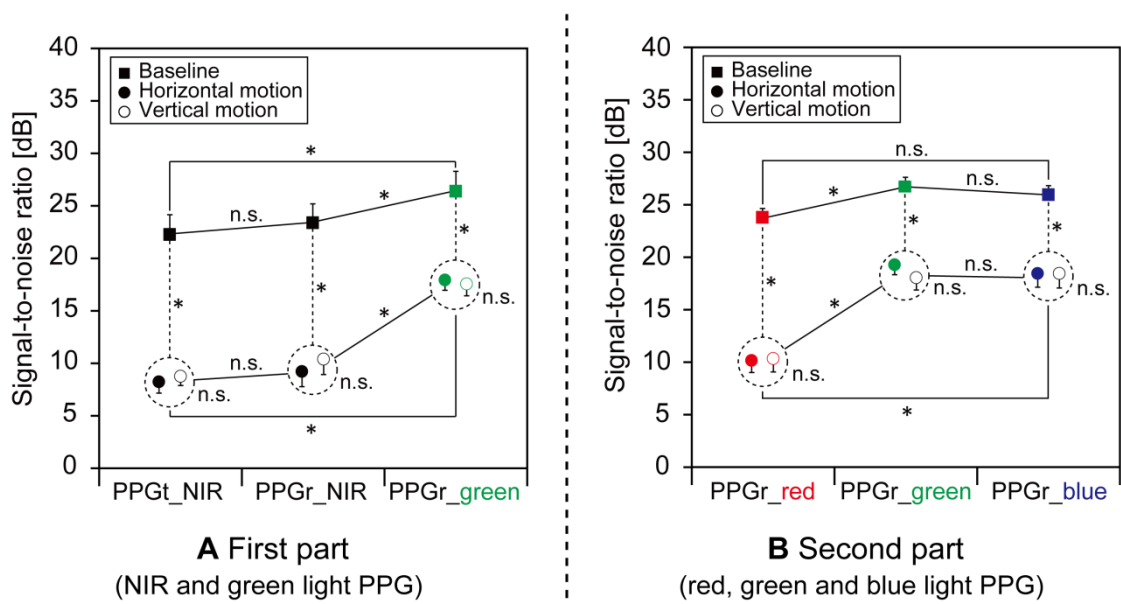 Signal-to-noise ratio [dB]
40
35
30
25
20
15
10
5
0
Baseline
Horizontal motion
Vertical motion
*
n.s.
*
*
*
*
n.s.
*
n.s.
n.s.
n.s.
*
PPGt_NIR
PPGr_NIR
PPGr_green
A First part
(NIR and green light PPG)
Signal-to-noise ratio [dB]
40
35
30
25
20
15
10
5
0
Baseline
Horizontal motion
Vertical motion
n.s.
*
n.s.
*
*
*
n.s.
*
n.s.
n.s.
n.s.
*
PPGr_red
PPGr_green
PPGr_blue
B Second part
(red, green and blue light PPG)